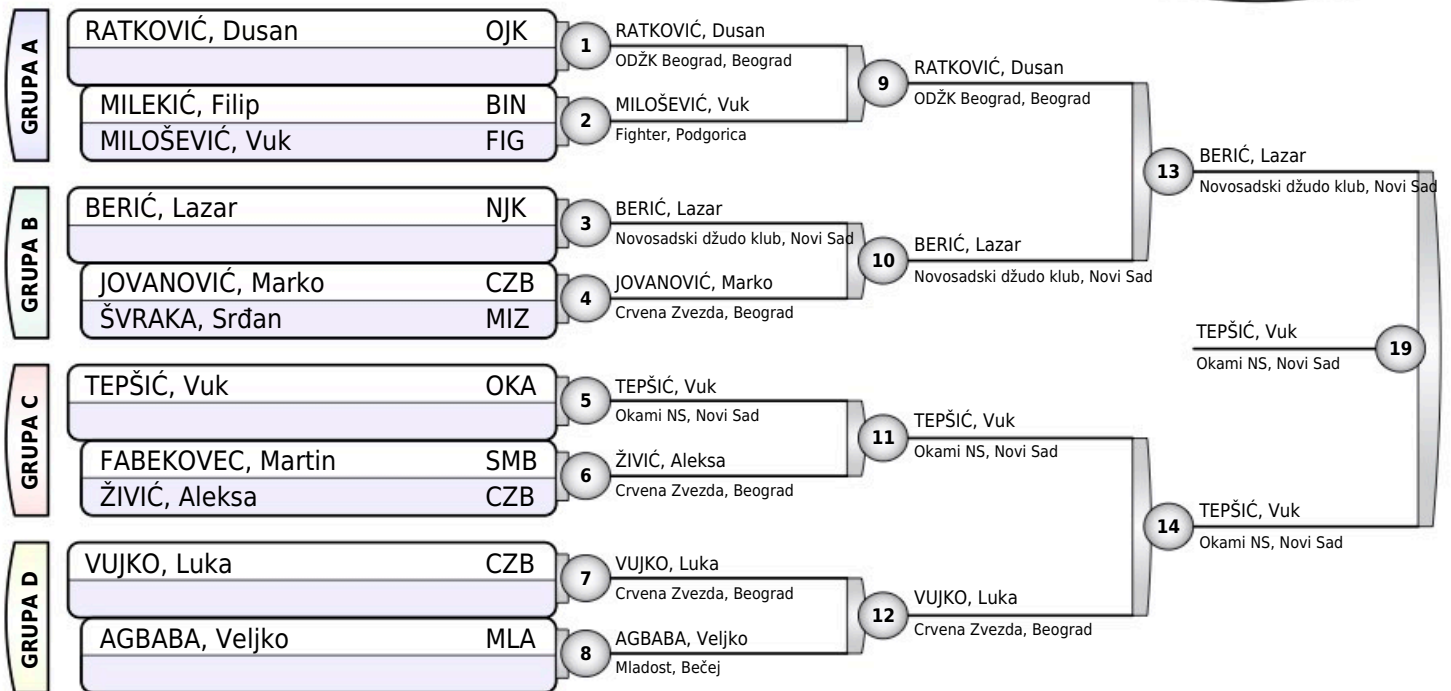 GRUPA A
RATKOVIĆ, Dusan OJK
MILEKIĆ, Filip BIN
MILOŠEVIĆ, Vuk FIG
GRUPA B
BERIĆ, Lazar NJK
JOVANOVIĆ, Marko CZB
ŠVRAKA, Srđan MIZ
GRUPA C
TEPŠIĆ, Vuk OKA
FABEKOVEC, Martin SMB
ŽIVIĆ, Aleksa CZB
GRUPA D
VUJKO, Luka CZB
AGBABA, Veljko MLA
1
RATKOVIĆ, Dusan
ODŽK Beograd, Beograd
2
MILOŠEVIĆ, Vuk
Fighter, Podgorica
3
BERIĆ, Lazar
Novosadski džudo klub, Novi Sad
4
JOVANOVIĆ, Marko
Crvena Zvezda, Beograd
5
TEPŠIĆ, Vuk
Okami NS, Novi Sad
6
ŽIVIĆ, Aleksa
Crvena Zvezda, Beograd
7
VUJKO, Luka
Crvena Zvezda, Beograd
8
AGBABA, Veljko
Mladost, Bečej
9
RATKOVIĆ, Dusan
ODŽK Beograd, Beograd
10
BERIĆ, Lazar
Novosadski džudo klub, Novi Sad
11
TEPŠIĆ, Vuk
Okami NS, Novi Sad
12
VUJKO, Luka
Crvena Zvezda, Beograd
13
BERIĆ, Lazar
Novosadski džudo klub, Novi Sad
14
TEPŠIĆ, Vuk
Okami NS, Novi Sad
TEPŠIĆ, Vuk
Okami NS, Novi Sad
19